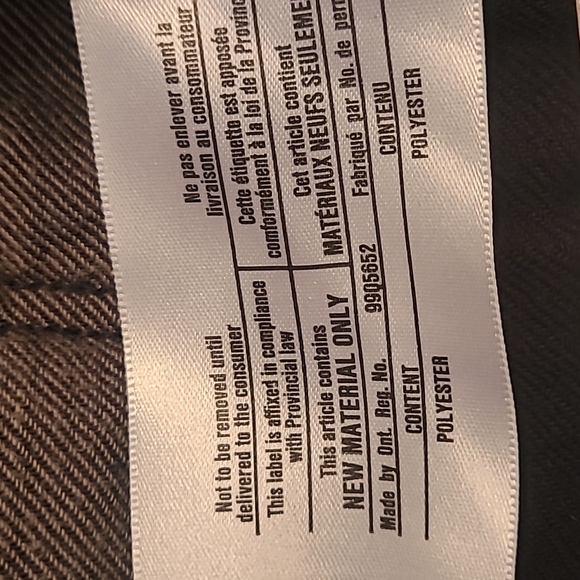 Not to be removed until
delivered to the consumer
This label is affixed in compliance
with Provincial law
This article contains
NEW MATERIAL ONLY
Made by Ont. Reg. No. 9905652
CONTENT
POLYESTER
Ne pas enlever avant la
livraison au consommateur
Cette étiquette est apposée
comformément à la loi de la
Cet article contient
MATÉRIAUX NEUFS
Fabriqué par No. de
CONTENU
POLYESTER